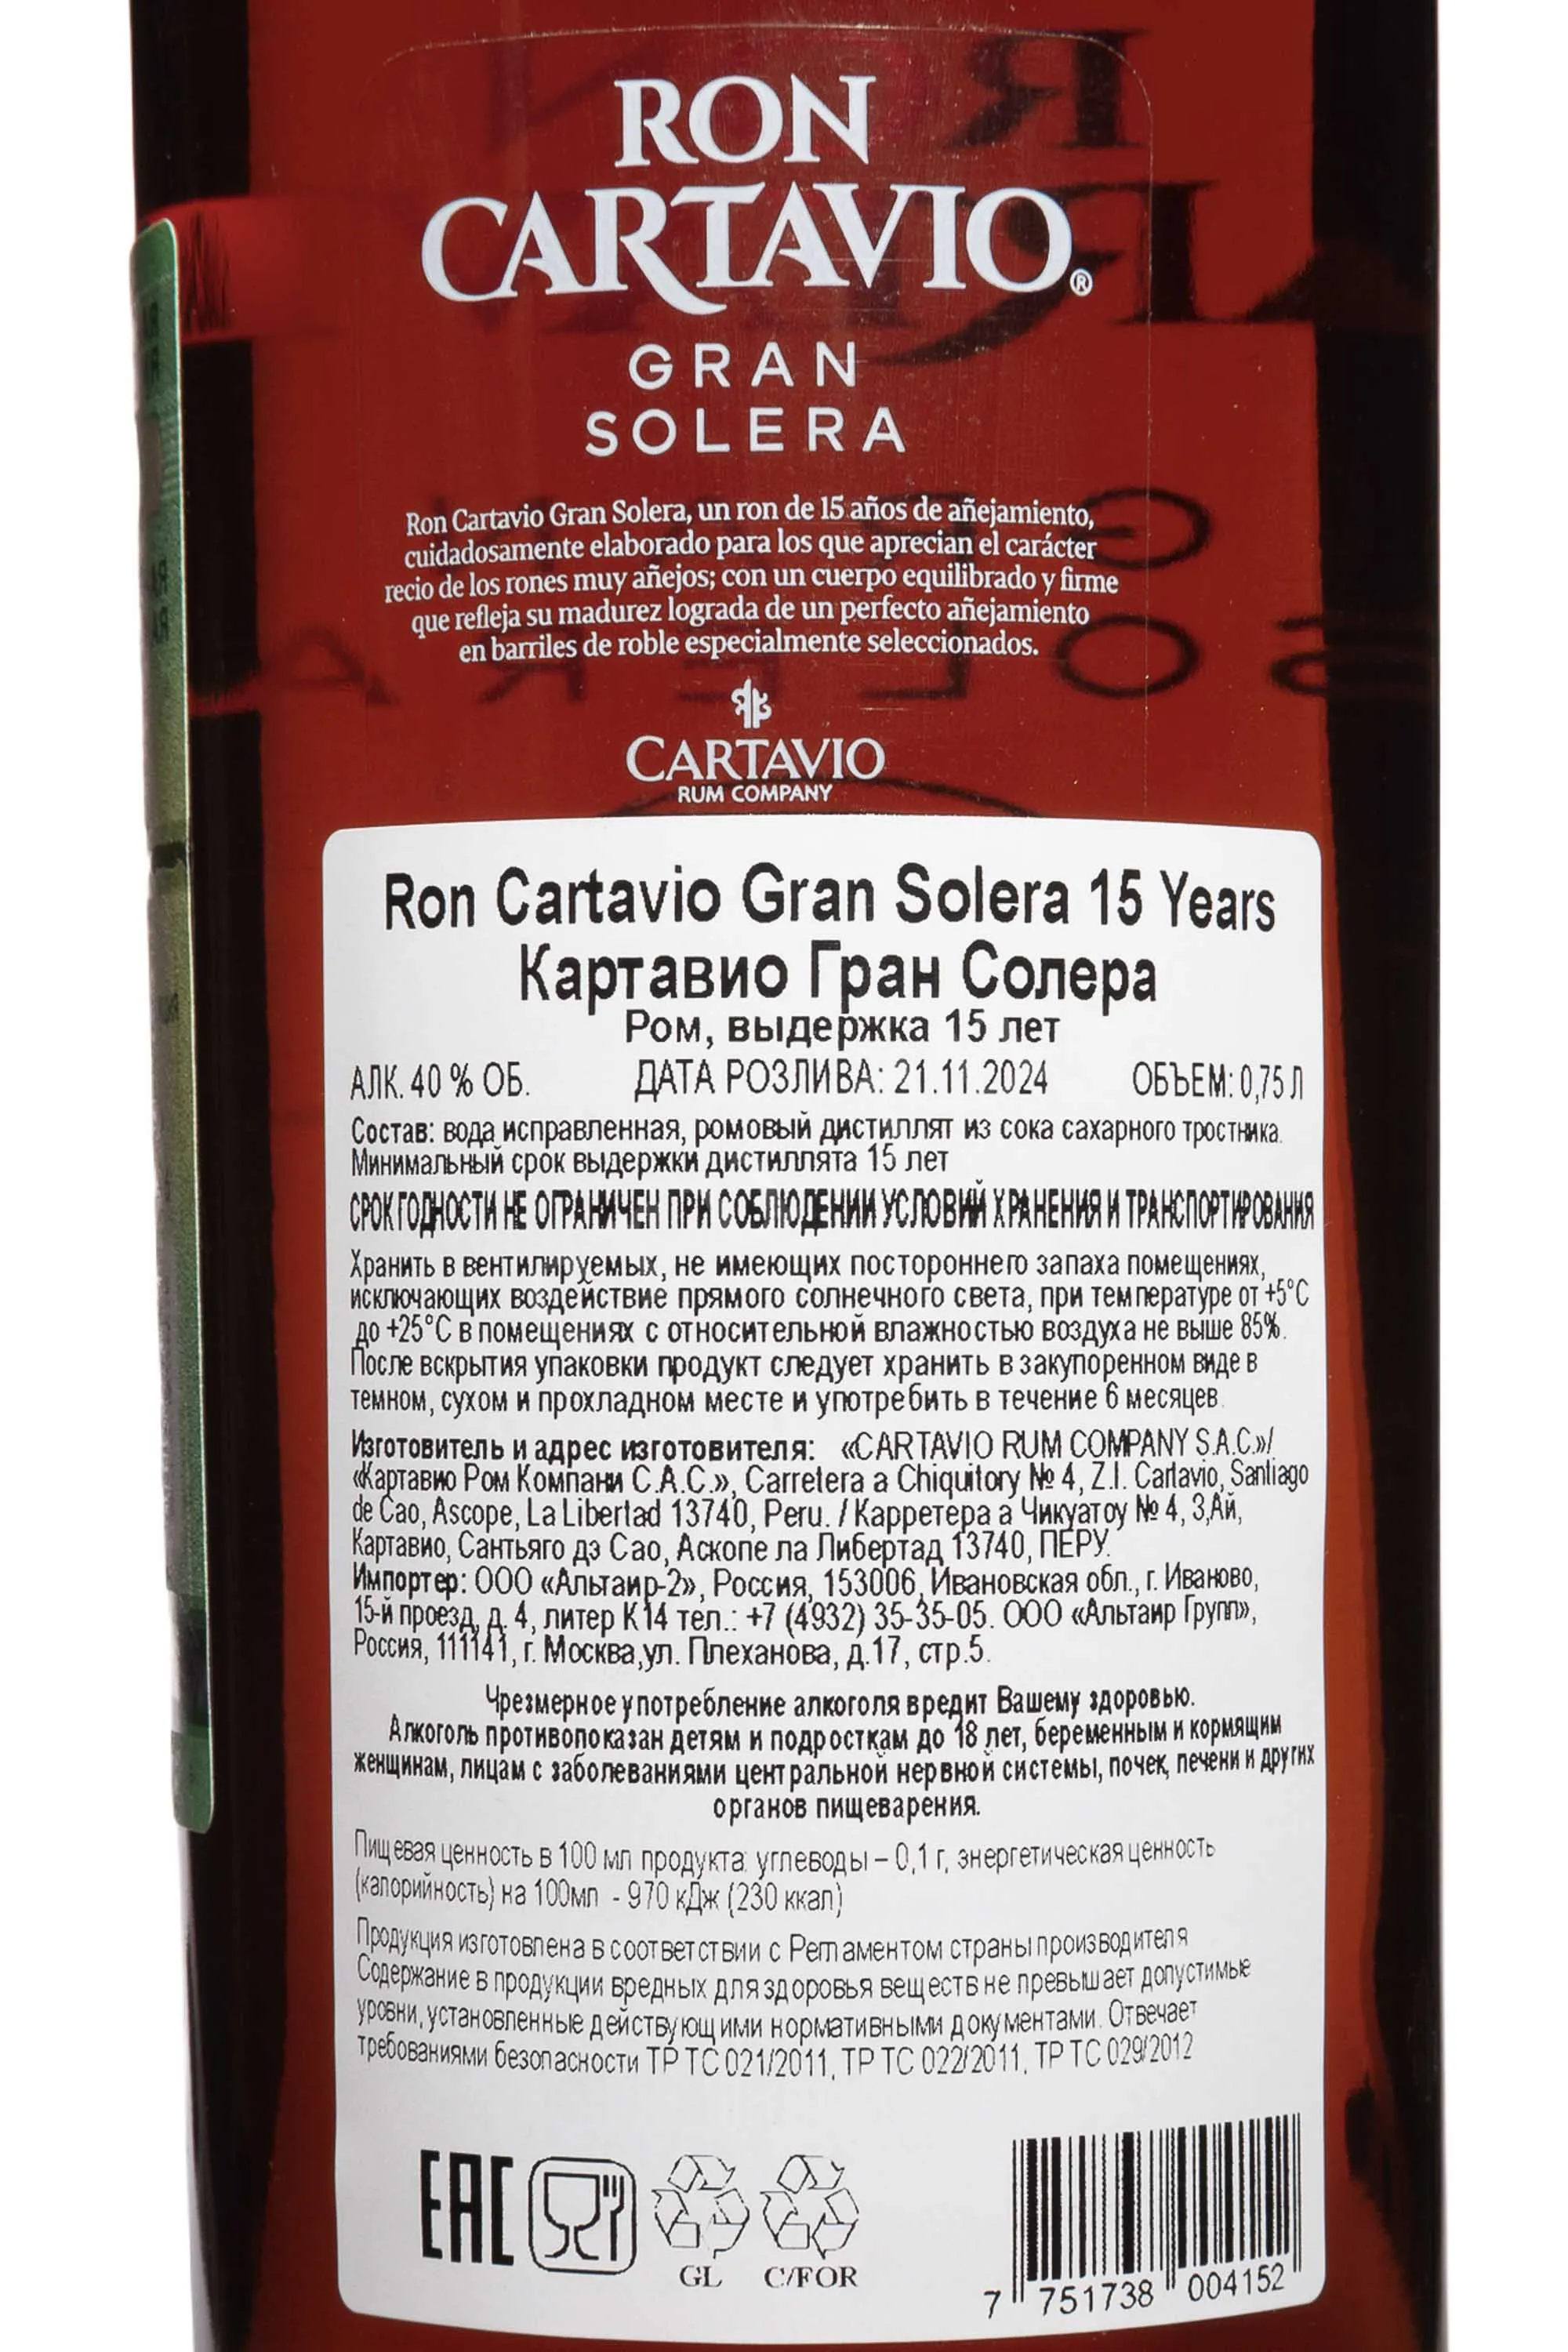 RON
CARTAVIO®
GRAN
SOLERA
Ron Cartavio Gran Solera, un ron de 15 años de añejamiento,
cuidadosamente elaborado para los que aprecian el carácter
recio de los rones muy añejos; con un cuerpo equilibrado y firme
que refleja su madurez lograda de un perfecto añejamiento
en barriles de roble especialmente seleccionados.
CARTAVIO
RUM COMPANY
Ron Cartavio Gran Solera 15 Years
Картавио Гран Солера
Ром, выдержка 15 лет
АЛК. 40 % ОБ. ДАТА РОЗЛИВА: 21.11.2024 ОБЪЕМ: 0,75 Л
Состав: вода исправленная, ромовый дистиллят из сока сахарного тростника.
Минимальный срок выдержки дистиллята 15 лет
СРОК ГОДНОСТИ НЕ ОГРАНИЧЕН ПРИ СОБЛЮДЕНИИ УСЛОВИЙ ХРАНЕНИЯ И ТРАНСПОРТИРОВАНИЯ
Хранить в вентилируемых, не имеющих постороннего запаха помещениях,
исключающих воздействие прямого солнечного света, при температуре от +5°С
до +25°С в помещениях с относительной влажностью воздуха не выше 85%.
После вскрытия упаковки продукт следует хранить в закупоренном виде в
темном, сухом и прохладном месте и употребить в течение 6 месяцев.
Изготовитель и адрес изготовителя: «CARTAVIO RUM COMPANY S.A.C.»/
«Картавио Ром Компани С.А.С.», Carretera a Chiquitory № 4, Z.I. Cartavio, Santiago
de Cao, Ascope, La Libertad 13740, Peru. / Карретера а Чикуатоу № 4, З,Ай,
Картавио, Сантьяго дэ Сао, Аскопе ла Либертад 13740, ПЕРУ.
Импортер: ООО «Альтаир-2», Россия, 153006, Ивановская обл., г. Иваново,
15-й проезд, д. 4, литер К14 тел.: +7 (4932) 35-35-05. ООО «Альтаир Групп»,
Россия, 111141, г. Москва,ул. Плеханова, д.17, стр.5.
Чрезмерное употребление алкоголя вредит Вашему здоровью.
Алкоголь противопоказан детям и подросткам до 18 лет, беременным и кормящим
женщинам, лицам с заболеваниями центральной нервной системы, почек, печени и других
органов пищеварения.
Пищевая ценность в 100 мл продукта: углеводы – 0,1 г, энергетическая ценность
(калорийность) на 100мл - 970 кДж (230 ккал)
Продукция изготовлена в соответствии с Регламентом страны производителя
Содержание в продукции вредных для здоровья веществ не превышает допустимые
уровни, установленные действующими нормативными документами. Отвечает
требованиями безопасности ТР ТС 021/2011, ТР ТС 022/2011, ТР ТС 029/2012
EAC
GL C/FOR
7 751738 004152